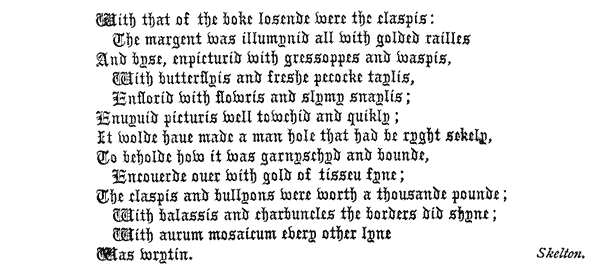 With that of the boke losende were the claspis:
The margent was illumynid all with golded railles
And byse, enpicturid with gressoppes and waspis,
With butterflyis and freshe pecocke taylis,
Enflorid with flowris and slymy snaylis;
Enuyuid picturis well towchid and quikly;
It wolde haue made a man hole that had be ryght sekely,
To beholde how it was garnyschyd and bounde,
Encouerde ouer with gold of tissew fyne;
The claspis and bullyons were worth a thousande pounde;
With balassis and charbuncles the borders did shyne;
With aurum mosaicum every other lyne
Was wrytin.
Skelton.